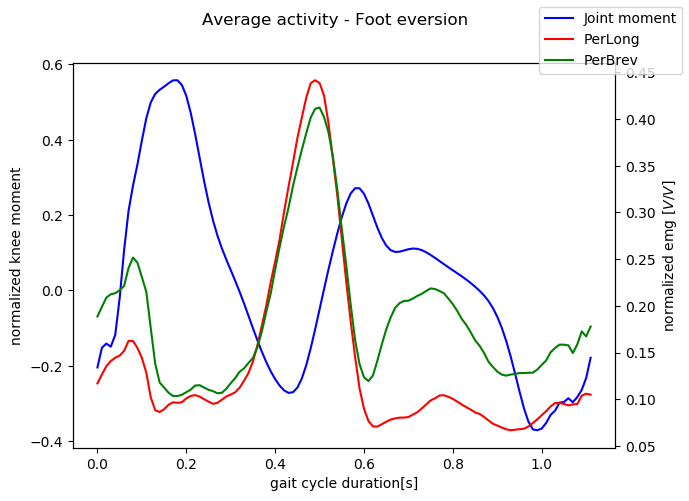 Average activity - Foot eversion
Joint moment
PerLong
PerBrev
normalized knee moment
0.6
0.4
0.2
0.0
−0.2
−0.4
0.45
0.40
0.35
0.30
0.25
0.20
0.15
0.10
0.05
normalized emg [V/V]
0.0 0.2 0.4 0.6 0.8 1.0
gait cycle duration[s]